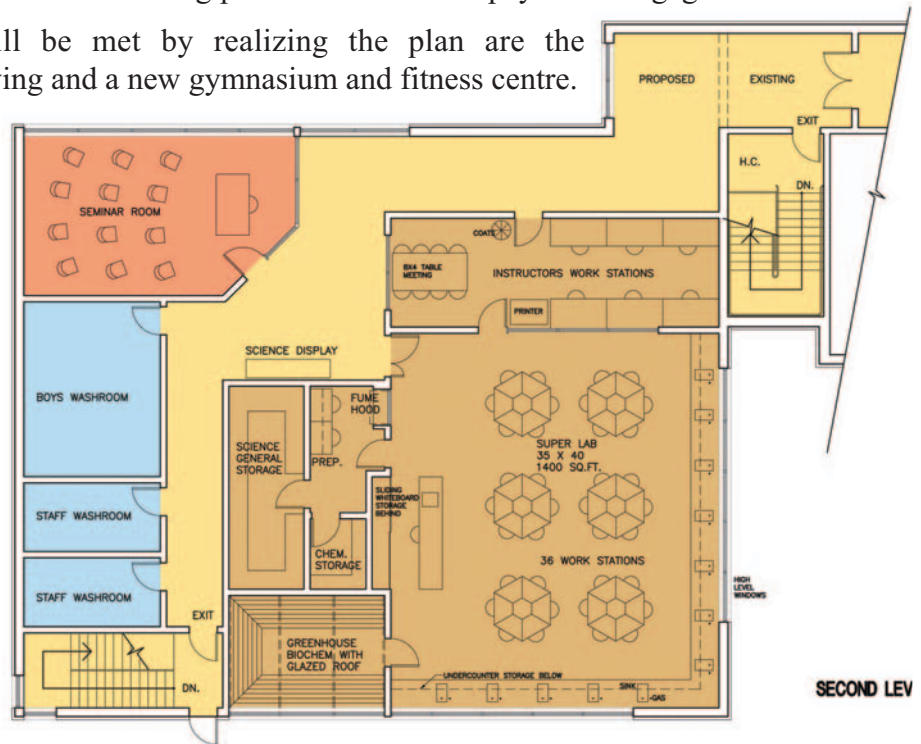 ill be met by realizing the plan are the
ving and a new gymnasium and fitness centre.
PROPOSED
EXISTING
EXIT
H.C.
DN.
SEMINAR ROOM
COATS
8X4 TABLE
MEETING
INSTRUCTORS WORK STATIONS
PRINTER
SCIENCE DISPLAY
BOYS WASHROOM
FUME
HOOD
SCIENCE
GENERAL
STORAGE
PREP.
SUPER LAB
35 X 40
1400 SQ.FT.
SLIDING
WHITEBOARD
STORAGE
BEHIND
STAFF WASHROOM
CHEM.
STORAGE
36 WORK STATIONS
STAFF WASHROOM
HIGH
LEVEL
WINDOWS
EXIT
GREENHOUSE
BIOCHEM WITH
GLAZED ROOF
UNDERCOUNTER STORAGE BELOW
SINK
GAS
DN.
SECOND LEV